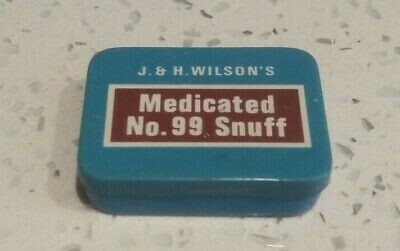 J. & H. WILSON'S
Medicated
No. 99 Snuff